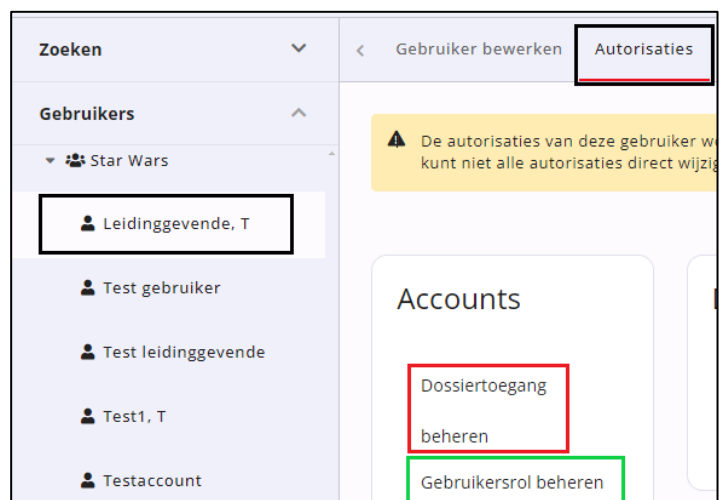 Zoeken
Gebruikers
Star Wars
Leidinggevende, T
Test gebruiker
Test leidinggevende
Test1, T
Testaccount
Gebruiker bewerken
Autorisaties
De autorisaties van deze gebruiker
kunt niet alle autorisaties direct
Accounts
Dossiertoegang
beheren
Gebruikersrol beheren